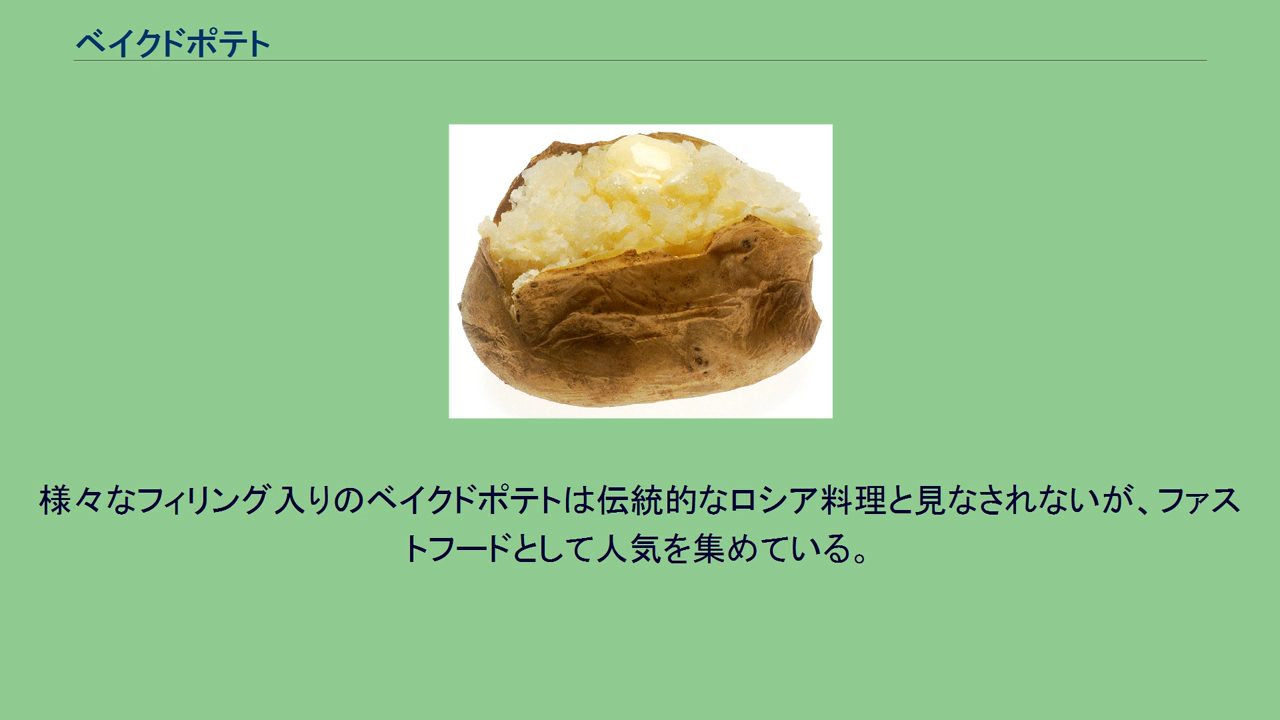 ベイクドポテト
様々なフィリング入りのベイクドポテトは伝統的なロシア料理と見なされないが、ファス
トフードとして人気を集めている。